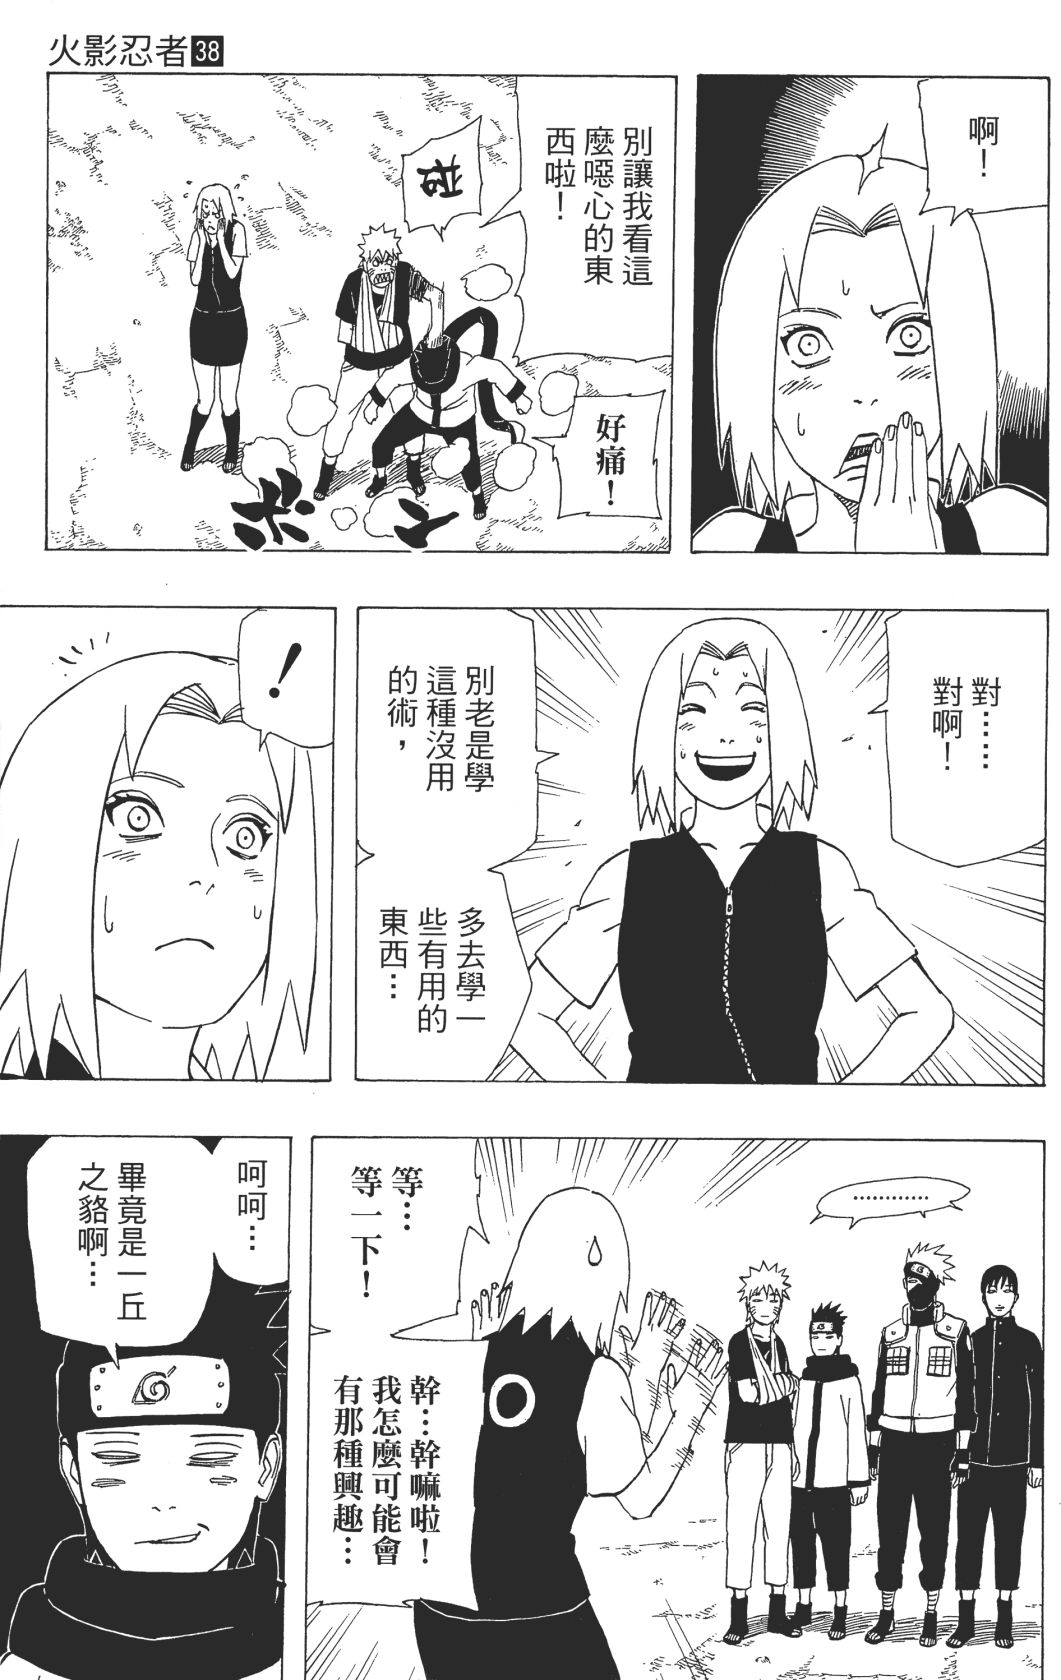 火影忍者38
啊！
別讓我看這
麼噁心的東
西啦！
好痛！
對……
對啊！
別老是學
這種沒用
的術，
多去學一
些有用的
東西…
！
…………
等…
等一下！
幹…幹嘛啦！
我怎麼可能會
有那種興趣…
呵呵…
畢竟是一丘
之貉啊…